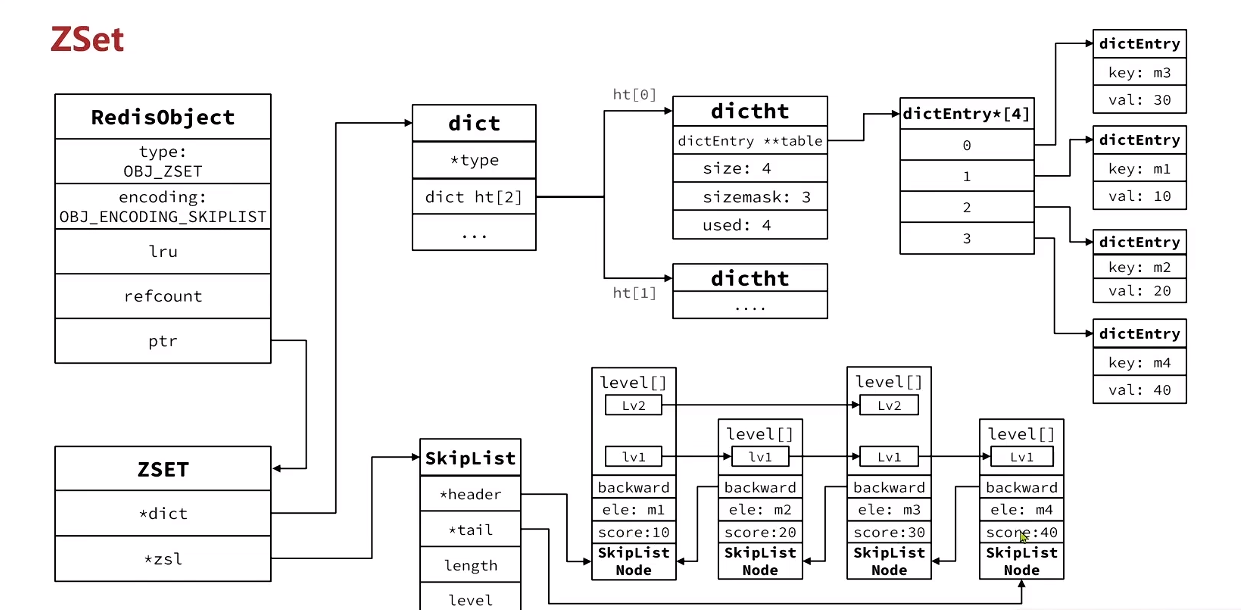 ZSet
RedisObject
type:
OBJ_ZSET
encoding:
OBJ_ENCODING_SKIPLIST
lru
refcount
ptr
ZSET
*dict
*zsl
dict
*type
dict ht[2]
...
ht[0]
ht[1]
dictht
dictEntry **table
size: 4
sizemask: 3
used: 4
dictht
....
dictEntry*[4]
0
1
2
3
dictEntry
key: m3
val: 30
dictEntry
key: m1
val: 10
dictEntry
key: m2
val: 20
dictEntry
key: m4
val: 40
SkipList
*header
*tail
length
level
level[]
Lv2
lv1
backward
ele: m1
score:10
SkipList
Node
level[]
lv1
backward
ele: m2
score:20
SkipList
Node
level[]
Lv2
Lv1
backward
ele: m3
score:30
SkipList
Node
level[]
Lv1
backward
ele: m4
score:40
SkipList
Node